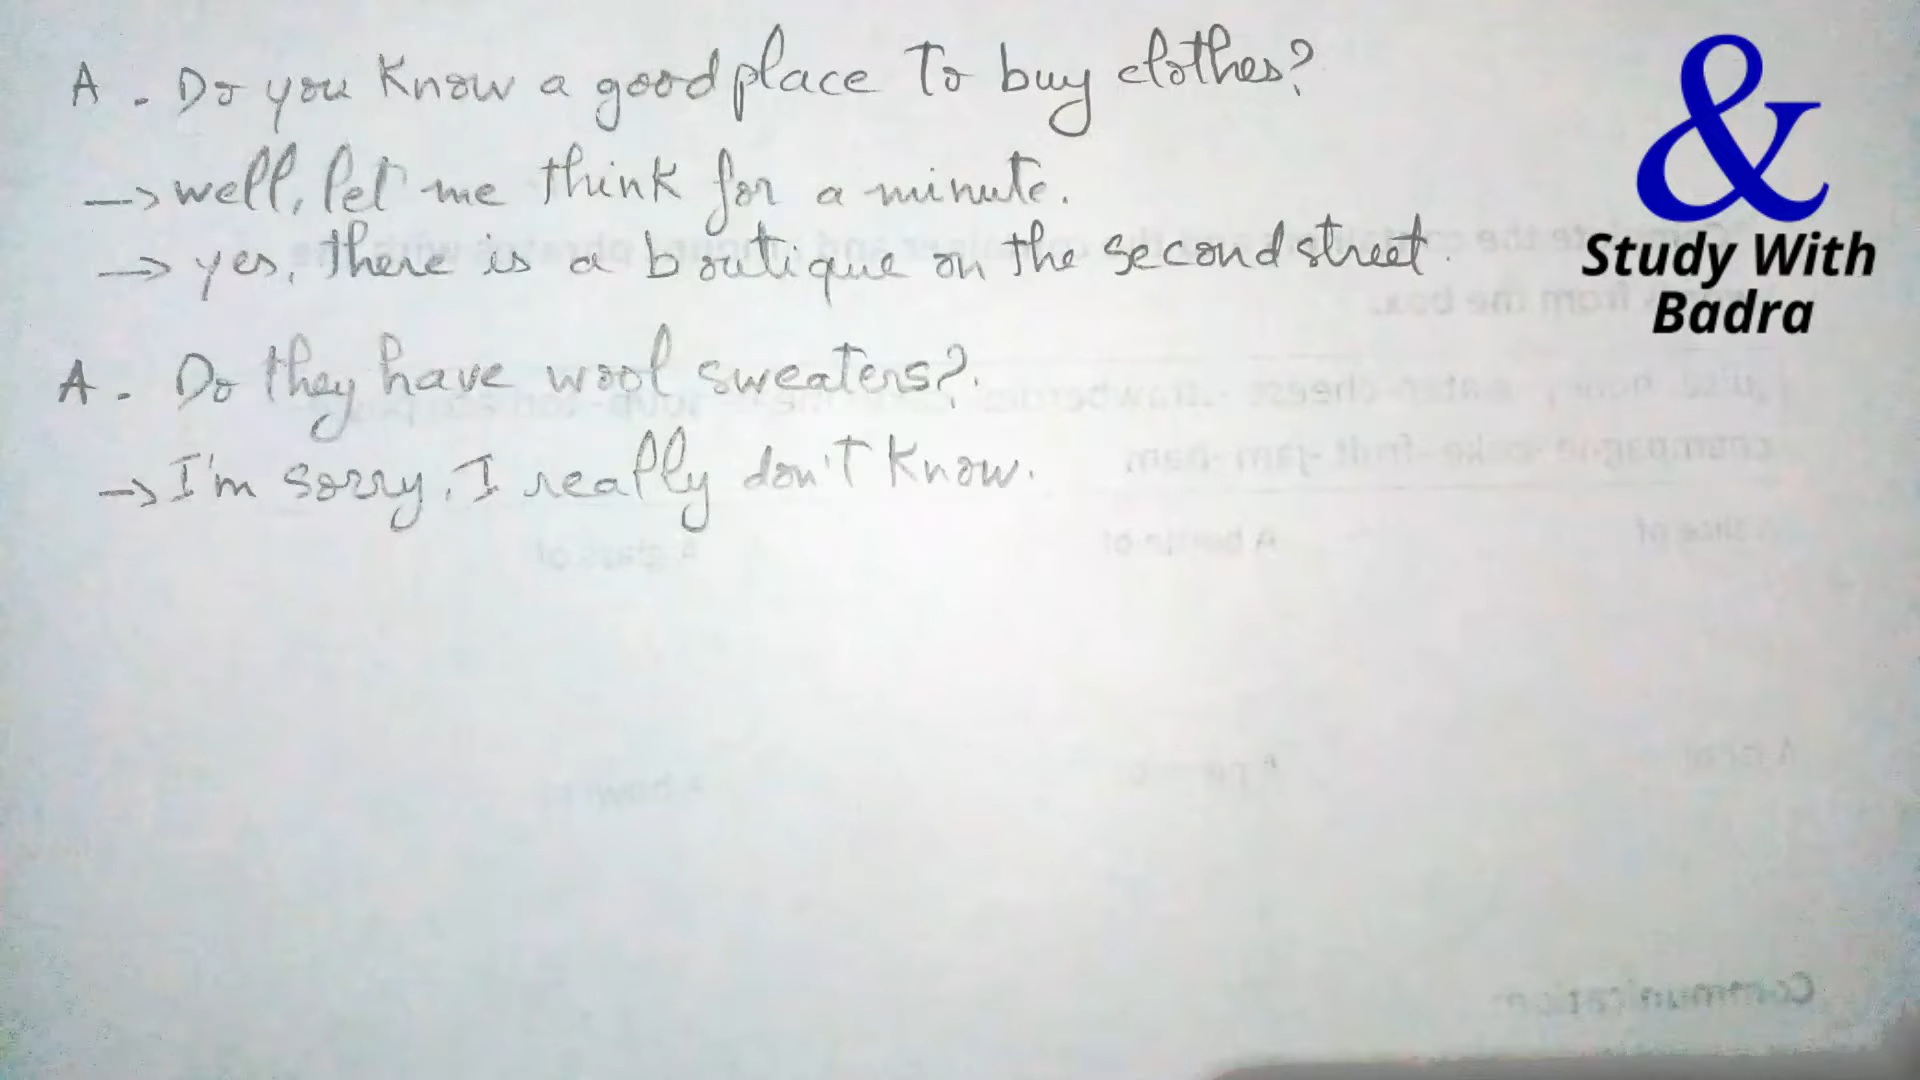 A. Do you know a good place to buy clothes?
→ well, let me think for a minute.
→ yes, there is a boutique on the second street.
A. Do they have wool sweaters?.
→ I'm sorry, I really don't know.
&
Study With
Badra